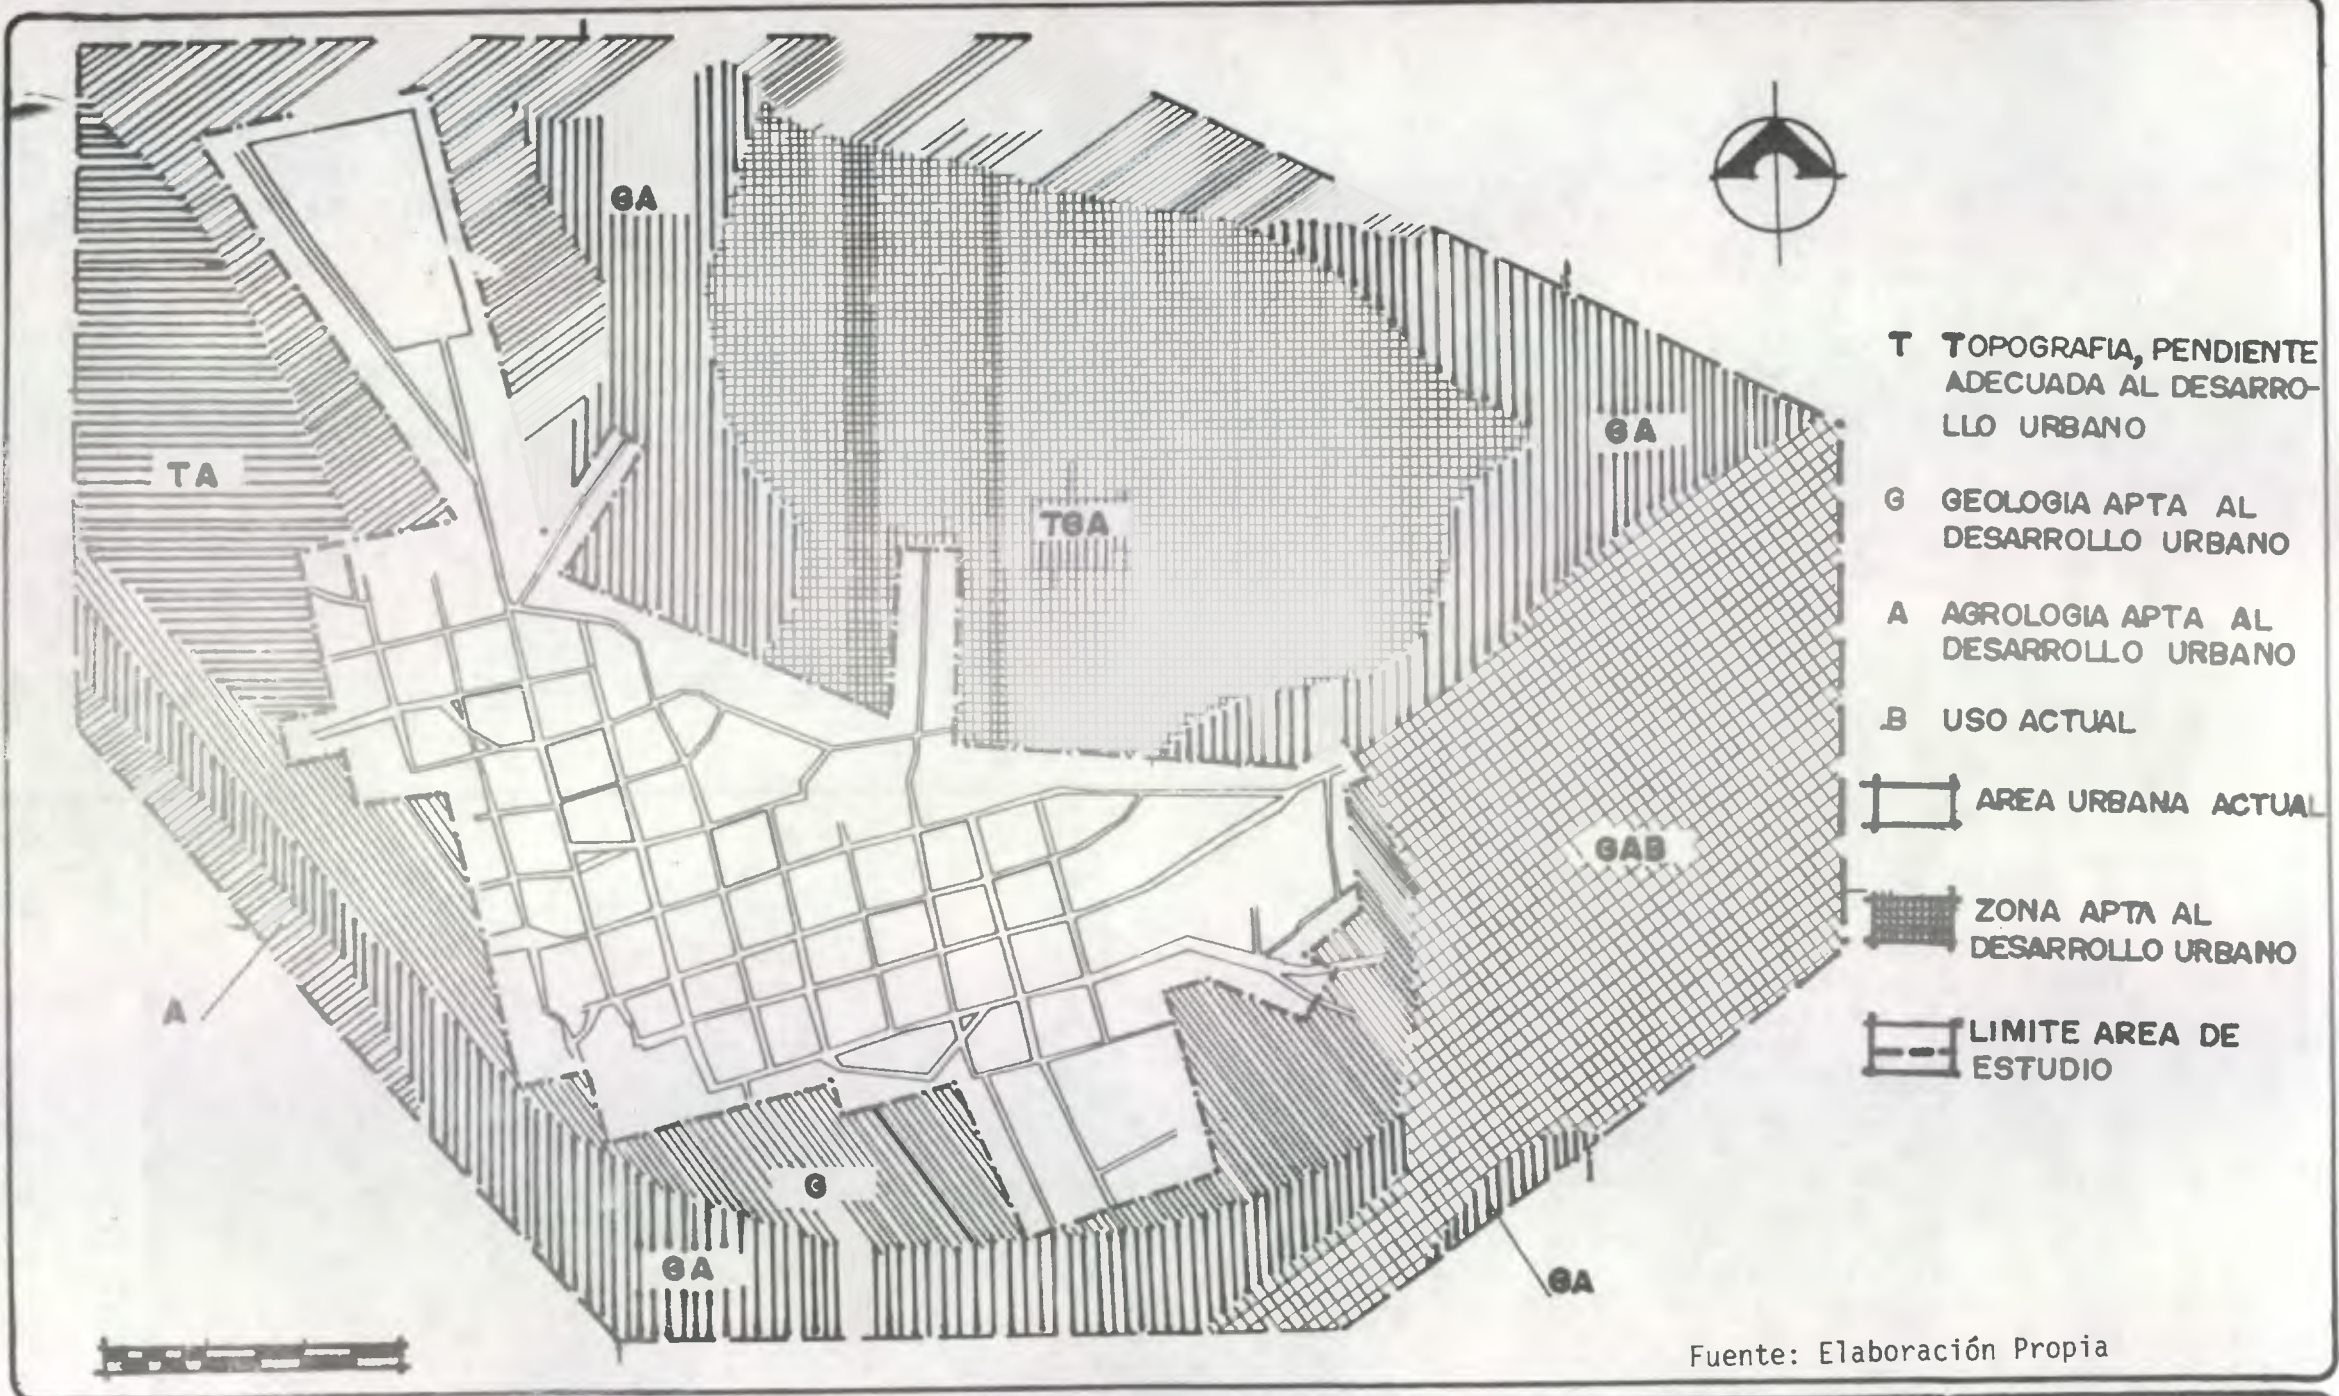 GA
T TOPOGRAFIA, PENDIENTE
ADECUADA AL DESARRO-
LLO URBANO
GA
TA
G GEOLOGIA APTA AL
DESARROLLO URBANO
TGA
A AGROLOGIA APTA AL
DESARROLLO URBANO
B USO ACTUAL
AREA URBANA ACTUAL
GAB
ZONA APTA AL
DESARROLLO URBANO
A
LIMITE AREA DE
ESTUDIO
G
GA
GA
Fuente: Elaboración Propia